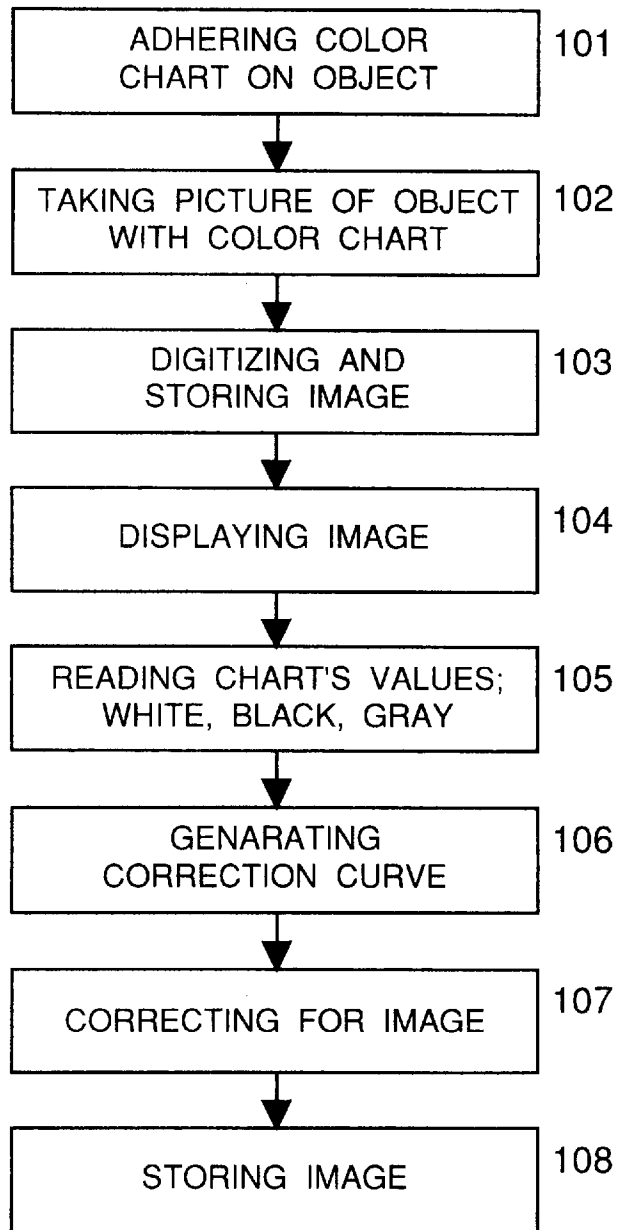 ADHERING COLOR
CHART ON OBJECT
101
TAKING PICTURE OF OBJECT
WITH COLOR CHART
102
DIGITIZING AND
STORING IMAGE
103
DISPLAYING IMAGE
104
READING CHART'S VALUES;
WHITE, BLACK, GRAY
105
GENARATING
CORRECTION CURVE
106
CORRECTING FOR IMAGE
107
STORING IMAGE
108